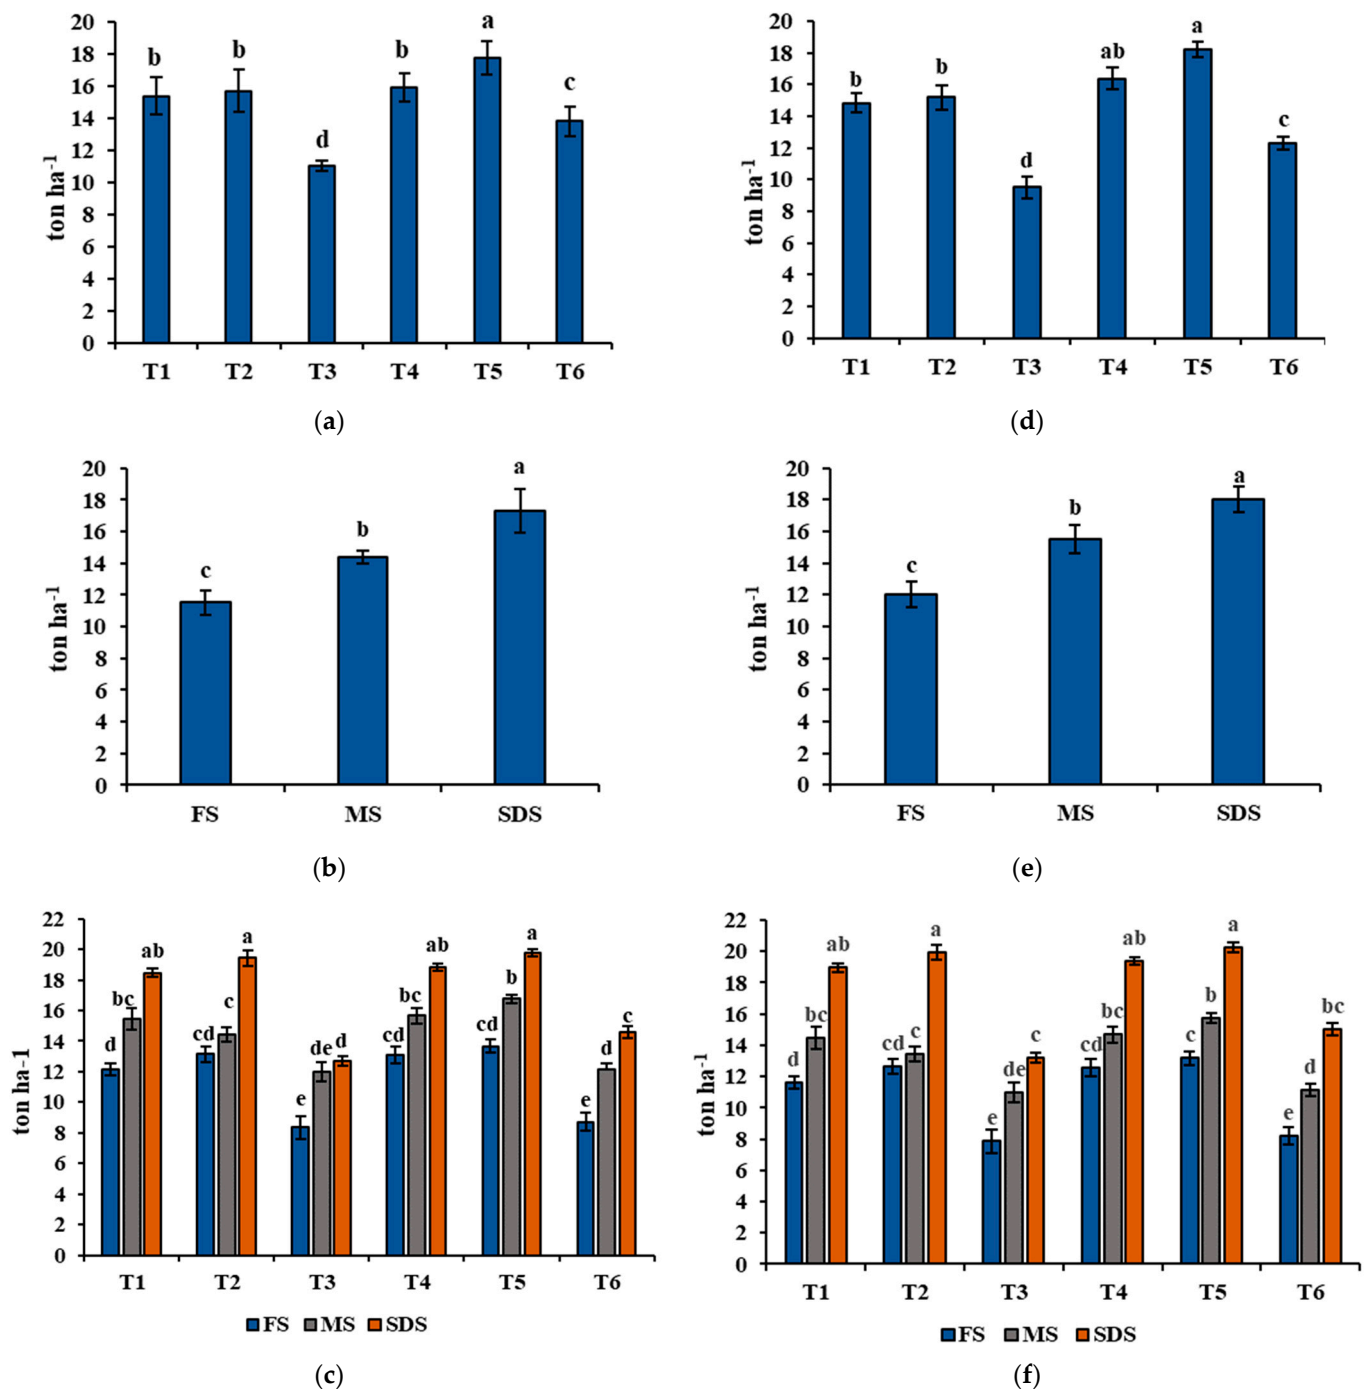 20
18
16
14
12
10
8
6
4
2
0
ton ha-1
b b d b a c
T1 T2 T3 T4 T5 T6
(a)
20
18
16
14
12
10
8
6
4
2
0
ton ha-1
b b d ab a c
T1 T2 T3 T4 T5 T6
(d)
20
18
16
14
12
10
8
6
4
2
0
ton ha-1
c b a
FS MS SDS
(b)
20
18
16
14
12
10
8
6
4
2
0
ton ha-1
c b a
FS MS SDS
(e)
22
20
18
16
14
12
10
8
6
4
2
0
ton ha-1
d bc ab cd c a e de d cd bc ab cd b a e d c
T1 T2 T3 T4 T5 T6
FS MS SDS
(c)
22
20
18
16
14
12
10
8
6
4
2
0
ton ha-1
d bc ab cd c a e de c cd bc ab c b a e d bc
T1 T2 T3 T4 T5 T6
FS MS SDS
(f)